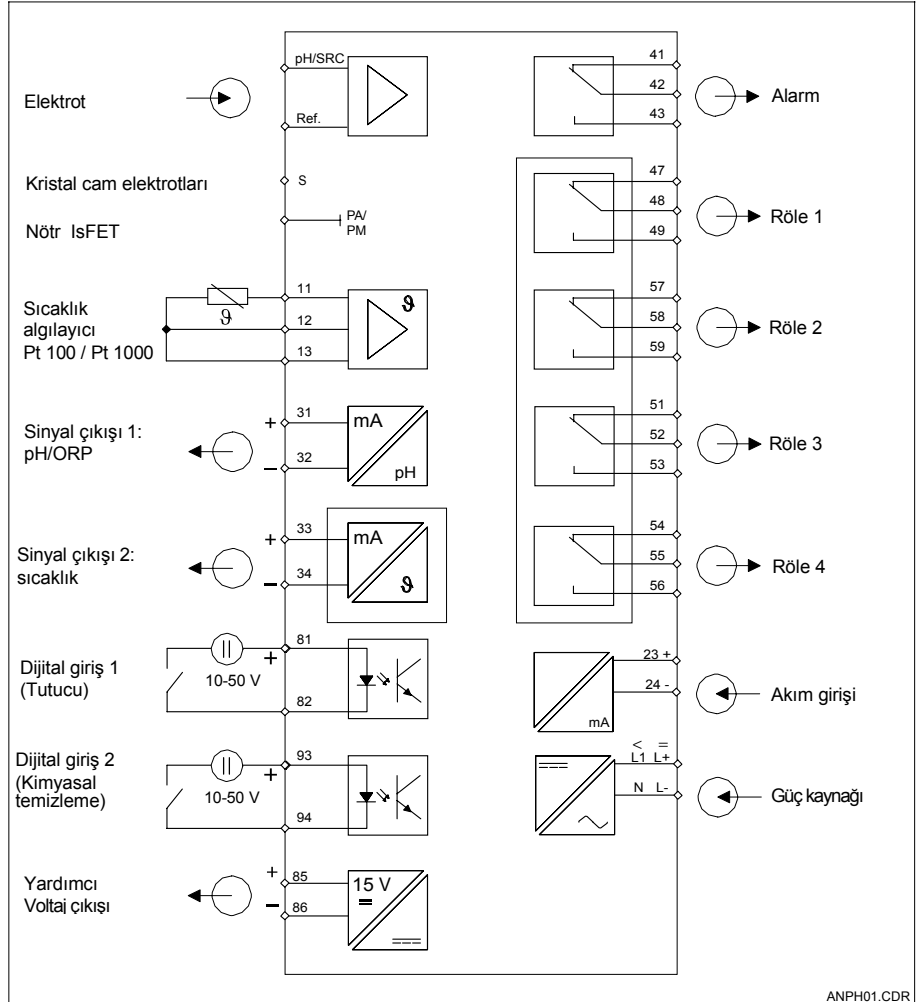 Elektrot
pH/SRC
Ref.
Kristal cam elektrotları
S
Nötr IsFET
PA/
PM
Sıcaklık
algılayıcı
Pt 100 / Pt 1000
ϑ
11
12
13
ϑ
Sinyal çıkışı 1:
pH/ORP
+ 31
− 32
mA
pH
Sinyal çıkışı 2:
sıcaklık
+ 33
− 34
mA
ϑ
Dijital giriş 1
(Tutucu)
10-50 V
+
81
82
Dijital giriş 2
(Kimyasal
temizleme)
10-50 V
+
93
94
Yardımcı
Voltaj çıkışı
+ 85
− 86
15 V
41
42
43
Alarm
47
48
49
Röle 1
57
58
59
Röle 2
51
52
53
Röle 3
54
55
56
Röle 4
23 +
24 -
mA
Akım girişi
< =
L1 L+
N L-
Güç kaynağı
ANPH01.CDR